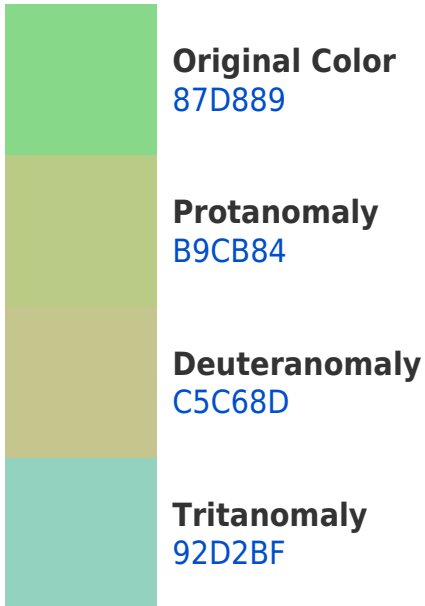 Original Color
87D889
Protanomaly
B9CB84
Deuteranomaly
C5C68D
Tritanomaly
92D2BF